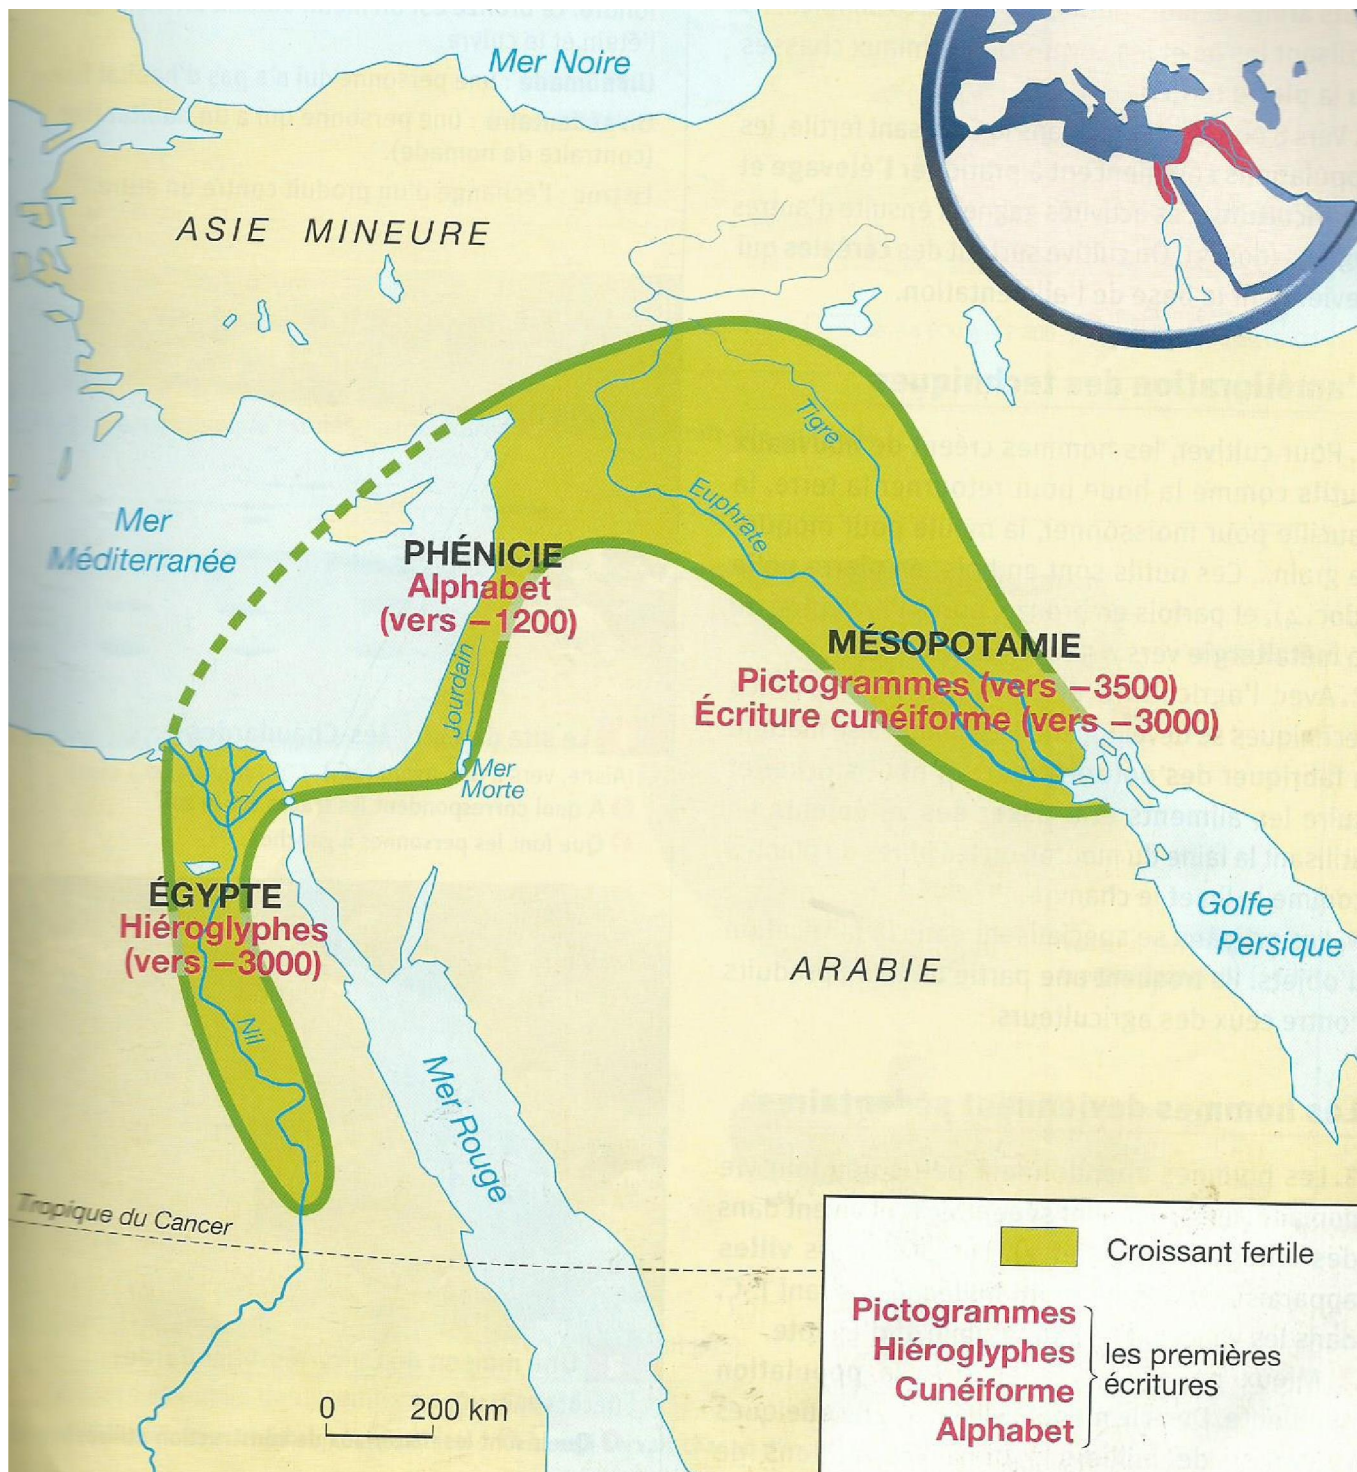 Mer Noire
ASIE MINEURE
Tigre
Euphrate
Mer
Méditerranée
PHÉNICIE
Alphabet
(vers –1200)
Jourdain
MÉSOPOTAMIE
Pictogrammes (vers –3500)
Écriture cunéiforme (vers –3000)
Mer
Morte
ÉGYPTE
Hiéroglyphes
(vers –3000)
Nil
Golfe
Persique
ARABIE
Mer Rouge
Tropique du Cancer
0 200 km
Croissant fertile
Pictogrammes
Hiéroglyphes
Cunéiforme
Alphabet
les premières
écritures